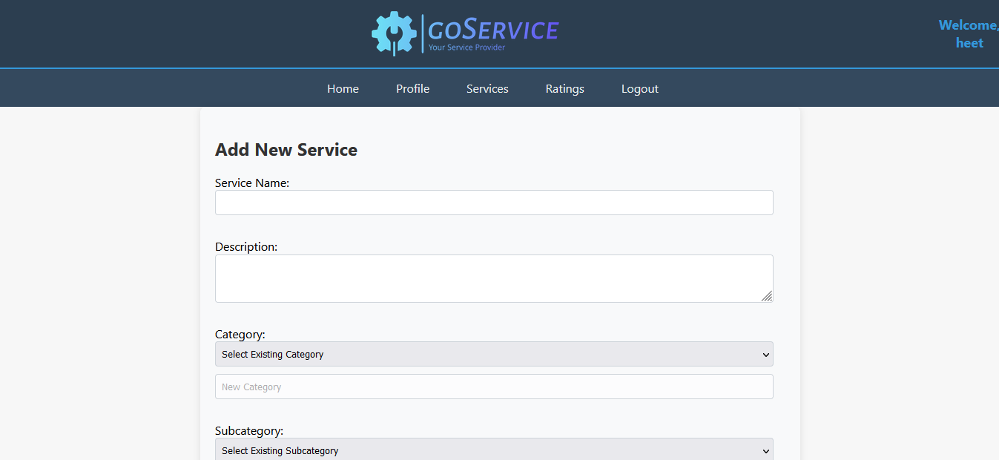 GOSERVICE
Your Service Provider
Welcome,
heet
Home Profile Services Ratings Logout
Add New Service
Service Name:
Description:
Category:
Select Existing Category
New Category
Subcategory:
Select Existing Subcategory